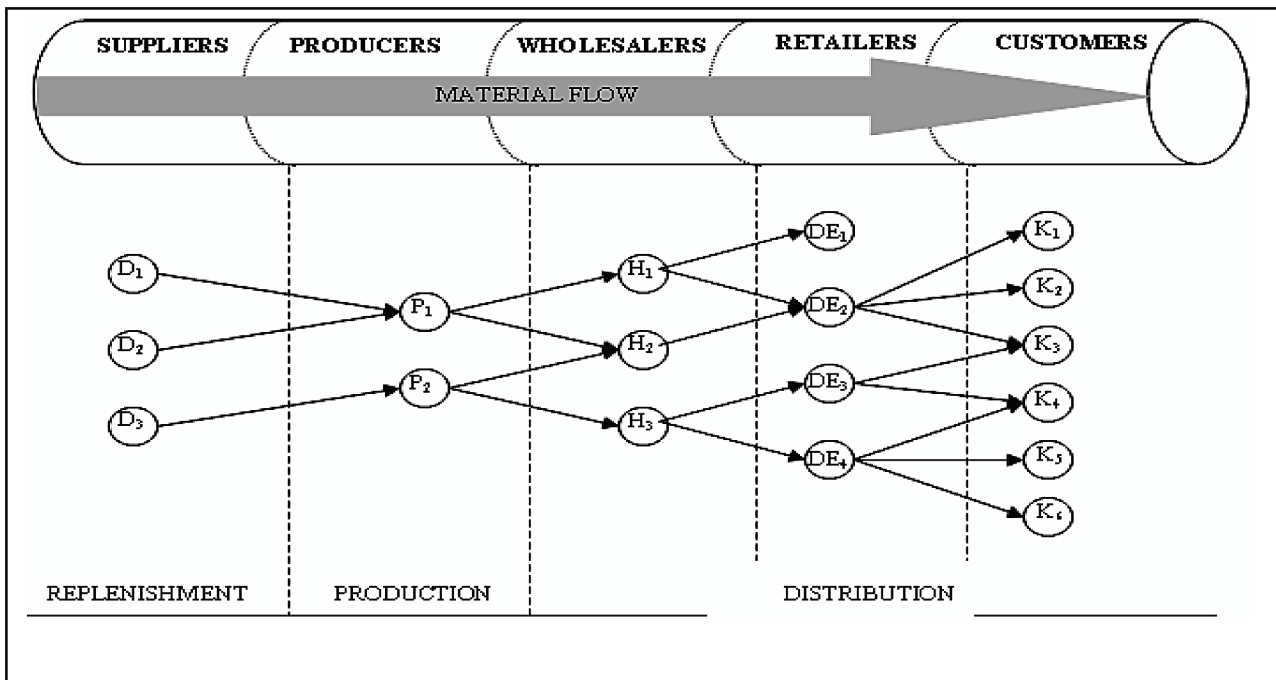 SUPPLIERS PRODUCERS WHOLESALERS RETAILERS CUSTOMERS
MATERIAL FLOW
D₁
D₂
D₃
P₁
P₂
H₁
H₂
H₃
DE₁
DE₂
DE₃
DE₄
K₁
K₂
K₃
K₄
K₅
K₆
REPLENISHMENT PRODUCTION DISTRIBUTION